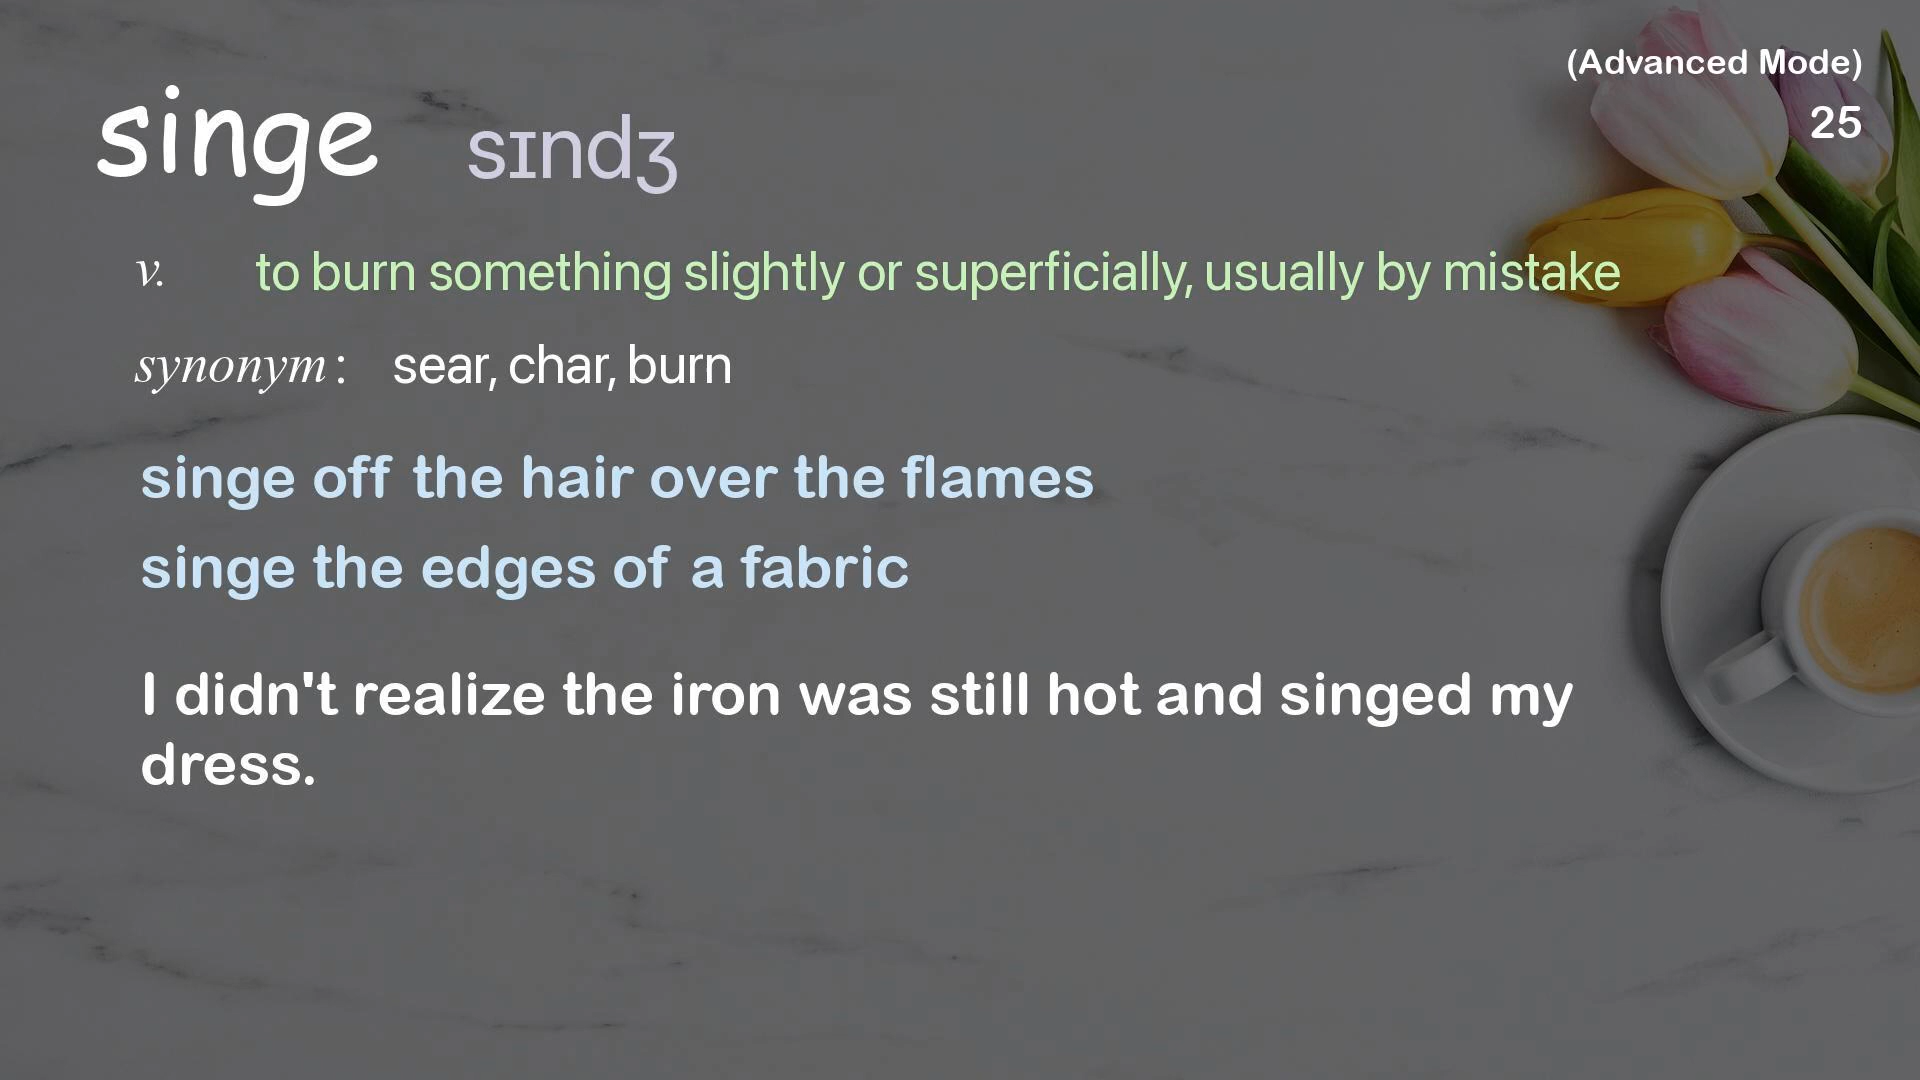 (Advanced Mode)
25
singe sɪndʒ
v. to burn something slightly or superficially, usually by mistake
synonym: sear, char, burn
singe off the hair over the flames
singe the edges of a fabric
I didn't realize the iron was still hot and singed my
dress.